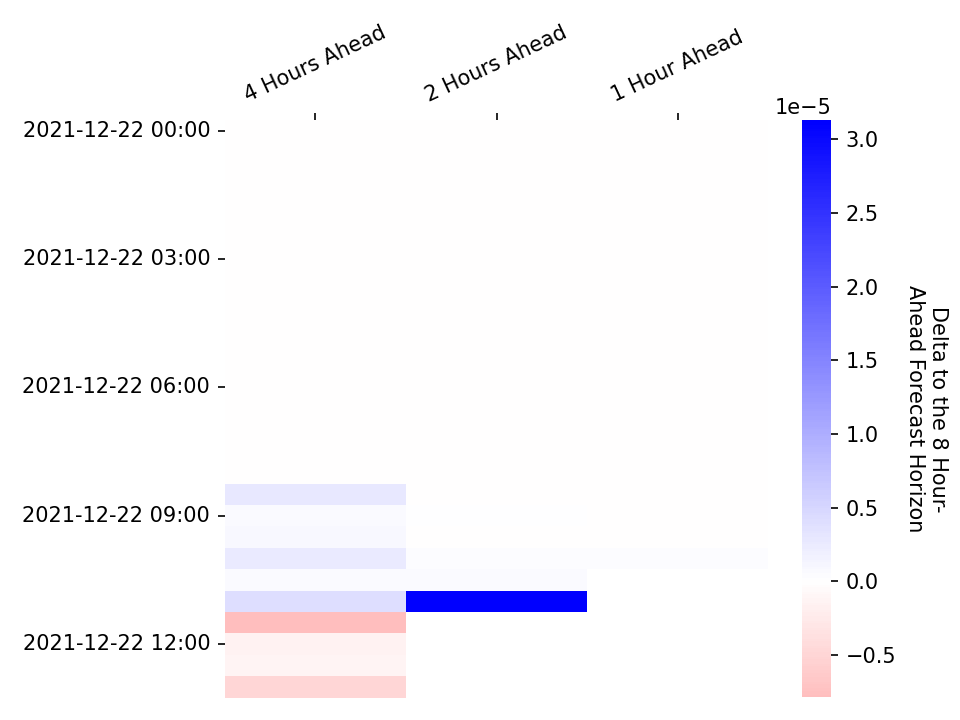 4 Hours Ahead
2 Hours Ahead
1 Hour Ahead
1e−5
2021-12-22 00:00
2021-12-22 03:00
2021-12-22 06:00
2021-12-22 09:00
2021-12-22 12:00
3.0
2.5
2.0
1.5
1.0
0.5
0.0
−0.5
Delta to the 8 Hour-
Ahead Forecast Horizon